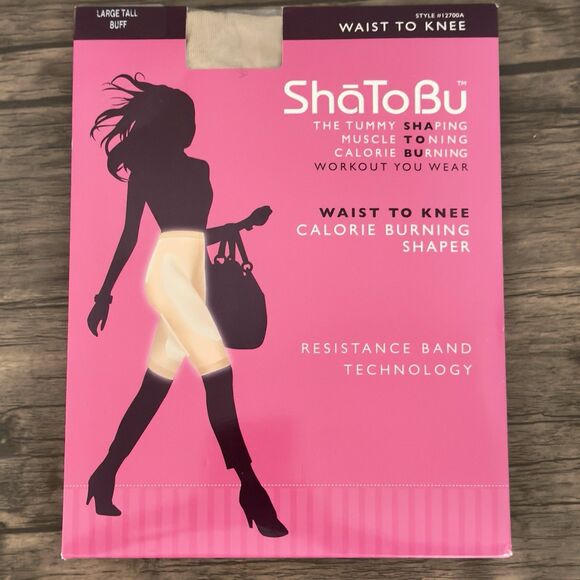 LARGE TALL
BUFF
STYLE #12700A
WAIST TO KNEE
ShāToBu™
THE TUMMY SHAPING
MUSCLE TONING
CALORIE BURNING
WORKOUT YOU WEAR
WAIST TO KNEE
CALORIE BURNING
SHAPER
RESISTANCE BAND
TECHNOLOGY